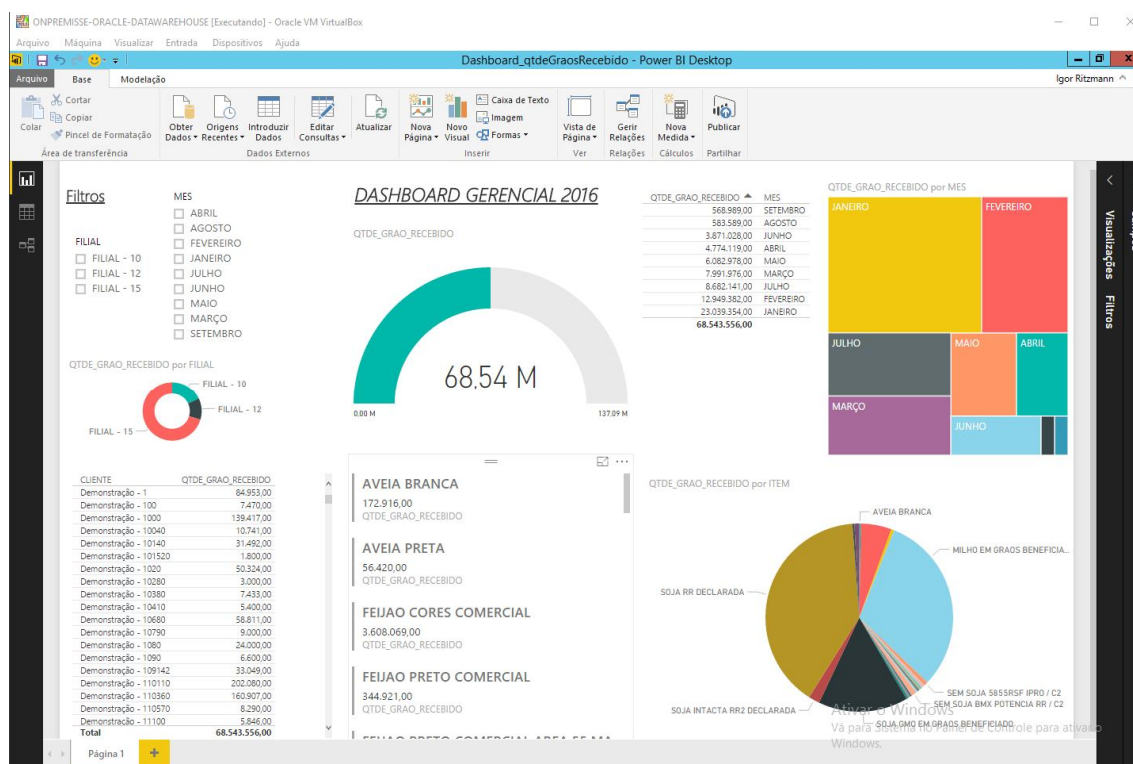 ONPREMISSE-ORACLE-DATAWAREHOUSE [Executando] - Oracle VM VirtualBox
Arquivo Máquina Visualizar Entrada Dispositivos Ajuda
Dashboard_qtdeGraosRecebido - Power BI Desktop
Arquivo Base Modelação
Igor Ritzmann
Colar
Cortar
Copiar
Pincel de Formatação
Obter Dados
Origens Recentes
Introduzir Dados
Editar Consultas
Atualizar
Nova Página
Novo Visual
Caixa de Texto
Imagem
Formas
Vista de Página
Gerir Relações
Nova Medida
Publicar
Área de transferência
Dados Externos
Inserir
Ver
Relações
Cálculos
Partilhar
Filtros
FILIAL
FILIAL - 10
FILIAL - 12
FILIAL - 15
MES
ABRIL
AGOSTO
FEVEREIRO
JANEIRO
JULHO
JUNHO
MAIO
MARÇO
SETEMBRO
DASHBOARD GERENCIAL 2016
QTDE_GRAO_RECEBIDO
68,54 M
0,00 M
137,09 M
QTDE_GRAO_RECEBIDO MES
568.989,00 SETEMBRO
583.589,00 AGOSTO
3.871.028,00 JUNHO
4.774.119,00 ABRIL
6.082.978,00 MAIO
7.991.976,00 MARÇO
8.682.141,00 JULHO
12.949.382,00 FEVEREIRO
23.039.354,00 JANEIRO
68.543.556,00
QTDE_GRAO_RECEBIDO por MES
JANEIRO
FEVEREIRO
JULHO
MAIO
ABRIL
MARÇO
JUNHO
Visualizações
Filtros
QTDE_GRAO_RECEBIDO por FILIAL
FILIAL - 10
FILIAL - 12
FILIAL - 15
CLIENTE QTDE_GRAO_RECEBIDO
Demonstração - 1 84.953,00
Demonstração - 100 7.470,00
Demonstração - 1000 139.417,00
Demonstração - 10040 10.741,00
Demonstração - 10140 31.492,00
Demonstração - 101520 1.800,00
Demonstração - 1020 50.324,00
Demonstração - 10280 3.000,00
Demonstração - 10380 7.433,00
Demonstração - 10410 5.400,00
Demonstração - 10680 58.811,00
Demonstração - 10790 9.000,00
Demonstração - 1080 24.000,00
Demonstração - 1090 6.600,00
Demonstração - 109142 33.049,00
Demonstração - 110110 202.080,00
Demonstração - 110360 160.907,00
Demonstração - 110570 8.290,00
Demonstração - 11100 5.846,00
Total 68.543.556,00
AVEIA BRANCA
172.916,00
QTDE_GRAO_RECEBIDO
AVEIA PRETA
56.420,00
QTDE_GRAO_RECEBIDO
FEIJAO CORES COMERCIAL
3.608.069,00
QTDE_GRAO_RECEBIDO
FEIJAO PRETO COMERCIAL
344.921,00
QTDE_GRAO_RECEBIDO
QTDE_GRAO_RECEBIDO por ITEM
AVEIA BRANCA
MILHO EM GRAOS BENEFICIA...
SOJA RR DECLARADA
SEM SOJA 5855RSF IPRO / C2
SEM SOJA BMX POTENCIA RR / C2
SOJA INTACTA RR2 DECLARADA
SOJA GMO EM GRAOS BENEFICIADO
Ativar o Windows
Vá para Sistema no Painel de Controle para ativar o
Windows.
Página 1